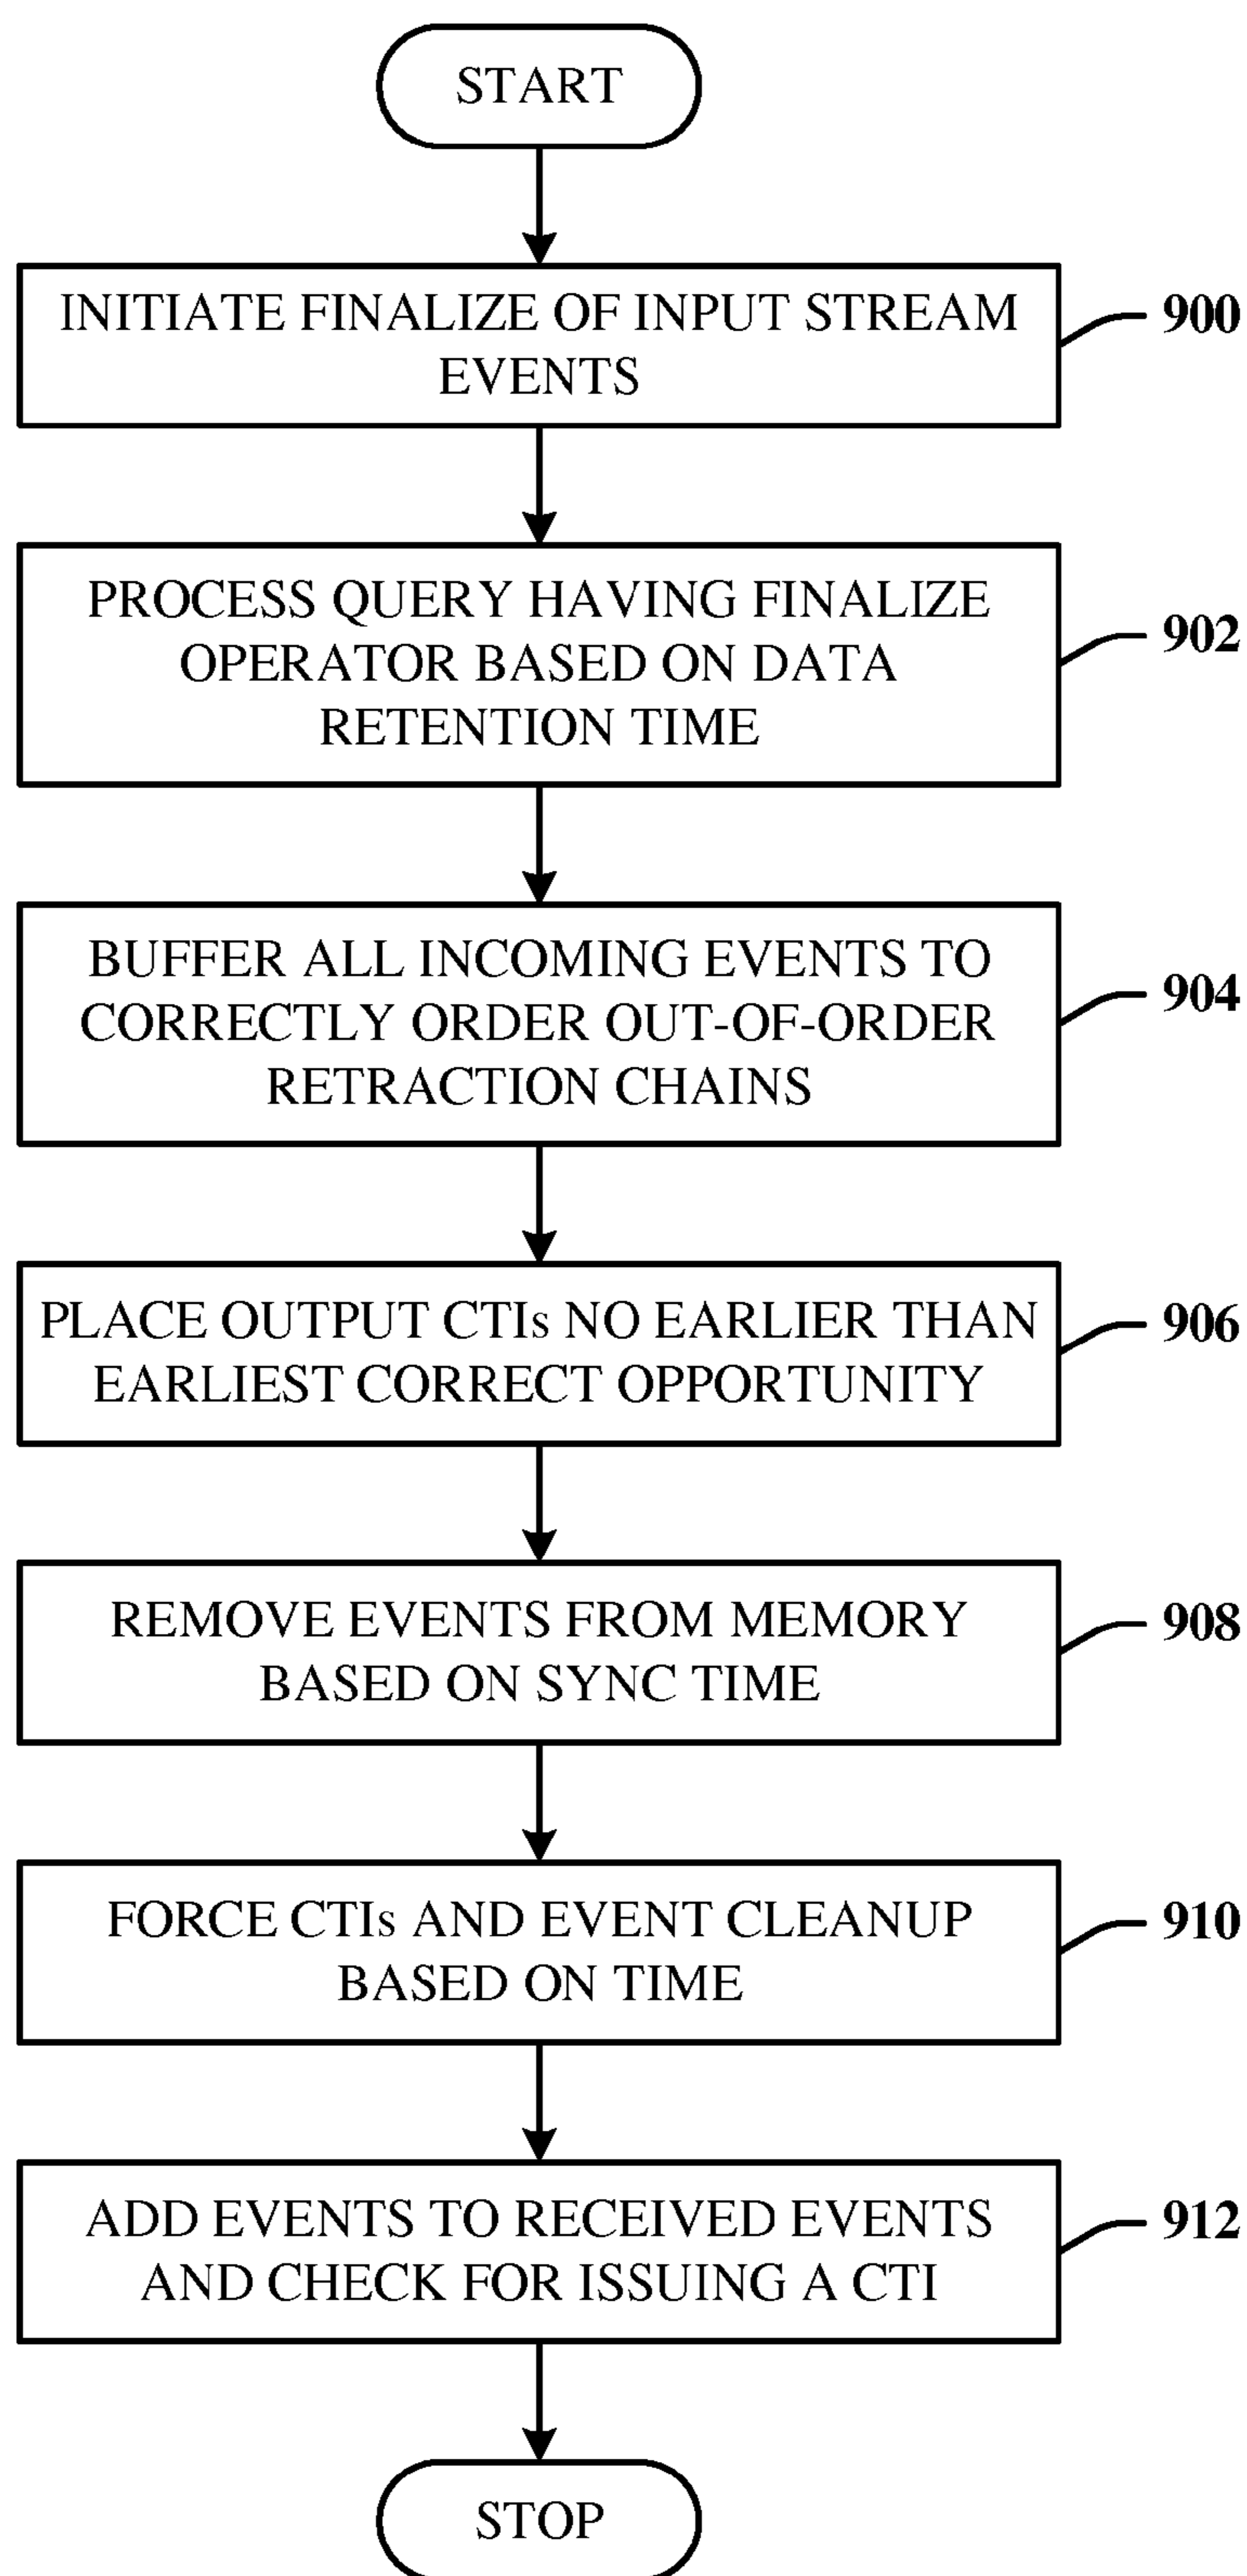 START
INITIATE FINALIZE OF INPUT STREAM
EVENTS
900
PROCESS QUERY HAVING FINALIZE
OPERATOR BASED ON DATA
RETENTION TIME
902
BUFFER ALL INCOMING EVENTS TO
CORRECTLY ORDER OUT-OF-ORDER
RETRACTION CHAINS
904
PLACE OUTPUT CTIs NO EARLIER THAN
EARLIEST CORRECT OPPORTUNITY
906
REMOVE EVENTS FROM MEMORY
BASED ON SYNC TIME
908
FORCE CTIs AND EVENT CLEANUP
BASED ON TIME
910
ADD EVENTS TO RECEIVED EVENTS
AND CHECK FOR ISSUING A CTI
912
STOP